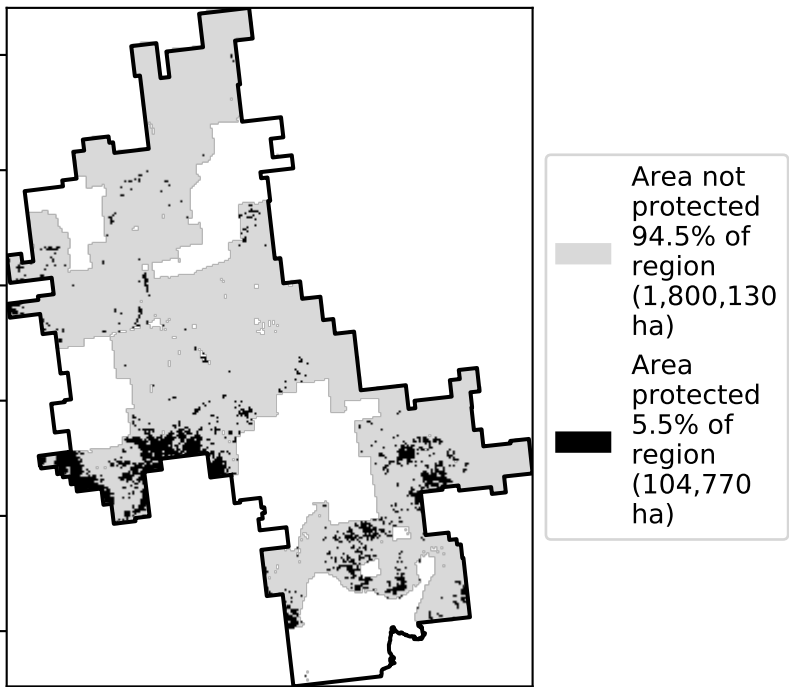 Area not
protected
94.5% of
region
(1,800,130
ha)
Area
protected
5.5% of
region
(104,770
ha)